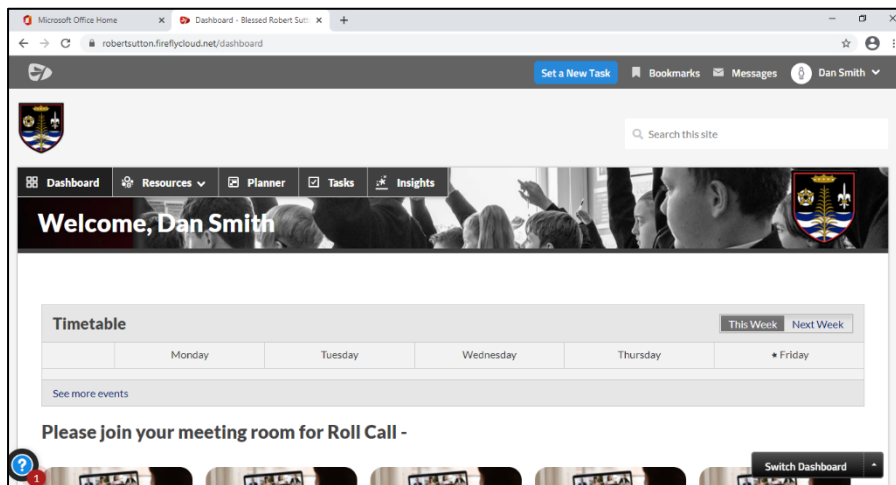 Microsoft Office Home
Dashboard - Blessed Robert Sutt
robertsutton.fireflycloud.net/dashboard
Set a New Task Bookmarks Messages Dan Smith
Search this site
Dashboard Resources Planner Tasks Insights
Welcome, Dan Smith
Timetable This Week Next Week
Monday Tuesday Wednesday Thursday ★ Friday
See more events
Please join your meeting room for Roll Call -
Switch Dashboard
? 1